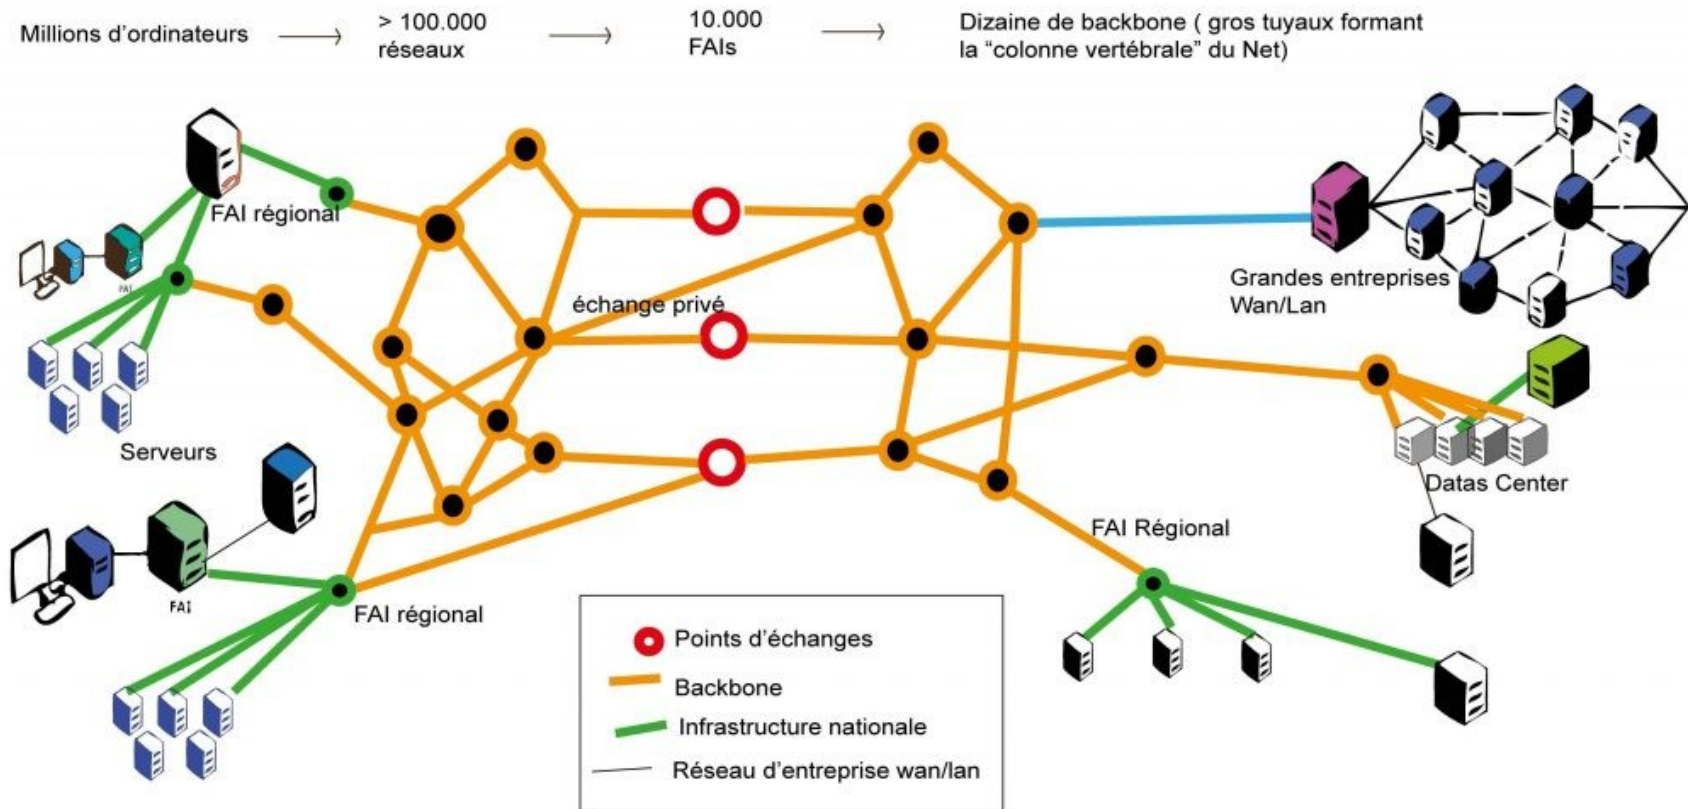 Millions d'ordinateurs
> 100.000
réseaux
10.000
FAIs
Dizaine de backbone ( gros tuyaux formant
la "colonne vertébrale" du Net)
FAI régional
FAI
échange privé
Grandes entreprises
Wan/Lan
Serveurs
Datas Center
FAI Régional
FAI
FAI régional
Points d'échanges
Backbone
Infrastructure nationale
Réseau d'entreprise wan/lan